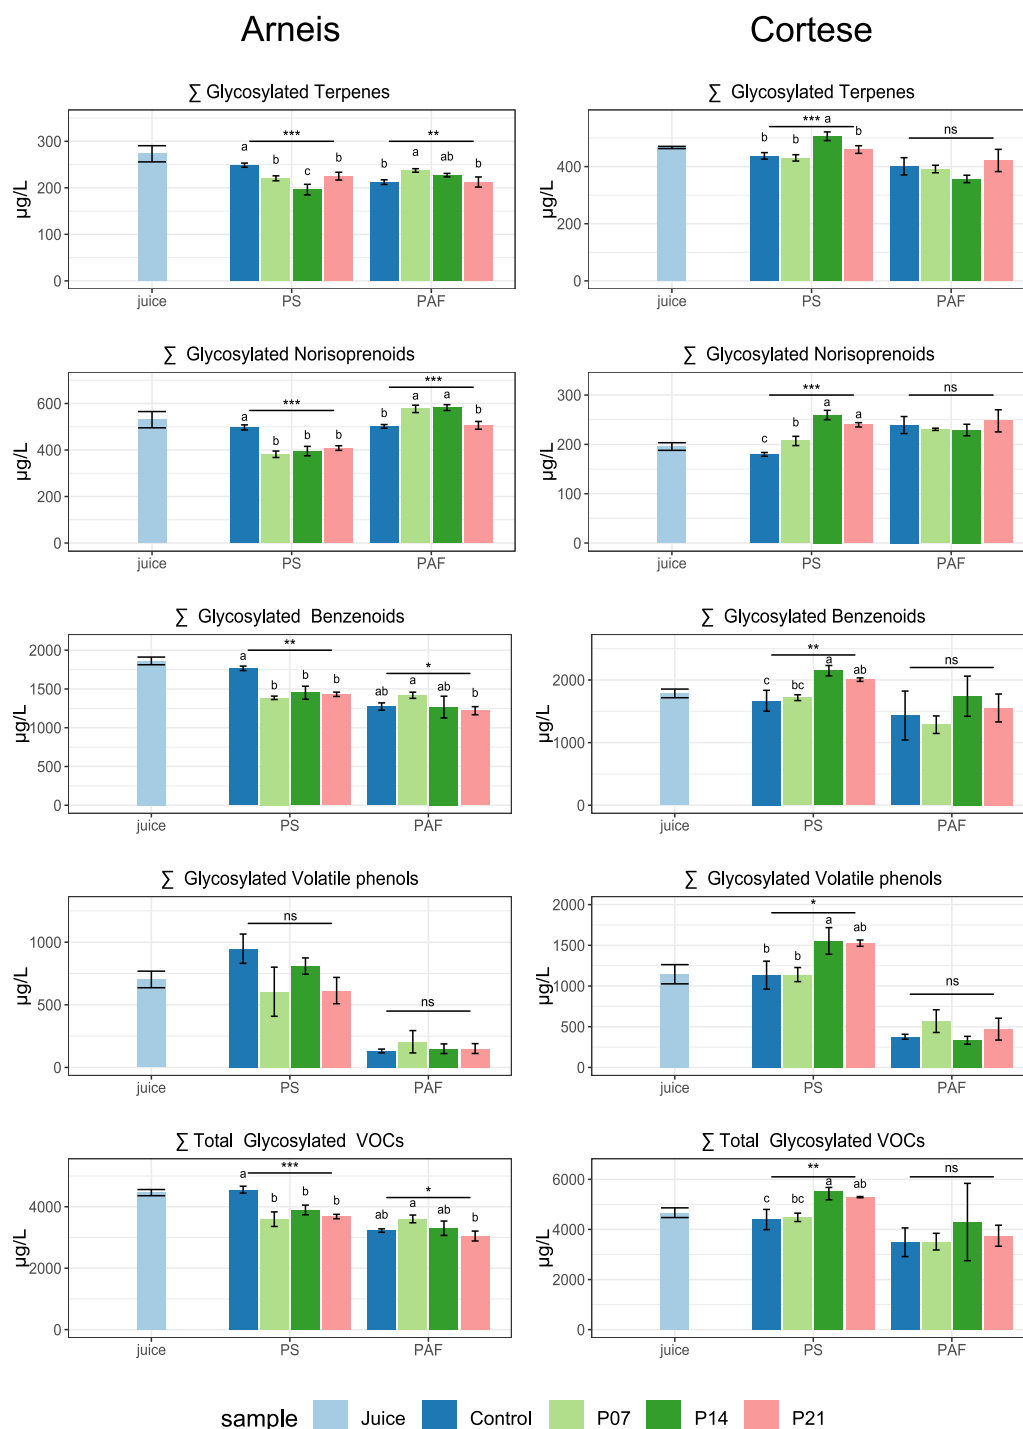 Arneis
Cortese
∑ Glycosylated Terpenes
µg/L
300
200
100
0
a
b
c
b
***
b
a
ab
b
**
juice
PS
PAF
∑ Glycosylated Terpenes
µg/L
400
200
0
b
b
*** a
b
ns
juice
PS
PAF
∑ Glycosylated Norisoprenoids
µg/L
600
400
200
0
a
b
b
b
***
b
a
a
b
***
juice
PS
PAF
∑ Glycosylated Norisoprenoids
µg/L
300
200
100
0
c
b
a
a
***
ns
juice
PS
PAF
∑ Glycosylated Benzenoids
µg/L
2000
1500
1000
500
0
a
b
b
b
**
ab
a
ab
b
*
juice
PS
PAF
∑ Glycosylated Benzenoids
µg/L
2000
1000
0
c
bc
a
ab
**
ns
juice
PS
PAF
∑ Glycosylated Volatile phenols
µg/L
1000
500
0
ns
ns
juice
PS
PAF
∑ Glycosylated Volatile phenols
µg/L
2000
1500
1000
500
0
b
b
a
ab
*
ns
juice
PS
PAF
∑ Total Glycosylated VOCs
µg/L
4000
2000
0
a
b
b
b
***
ab
a
ab
b
*
juice
PS
PAF
∑ Total Glycosylated VOCs
µg/L
6000
4000
2000
0
c
bc
a
ab
**
ns
juice
PS
PAF
sample Juice Control P07 P14 P21